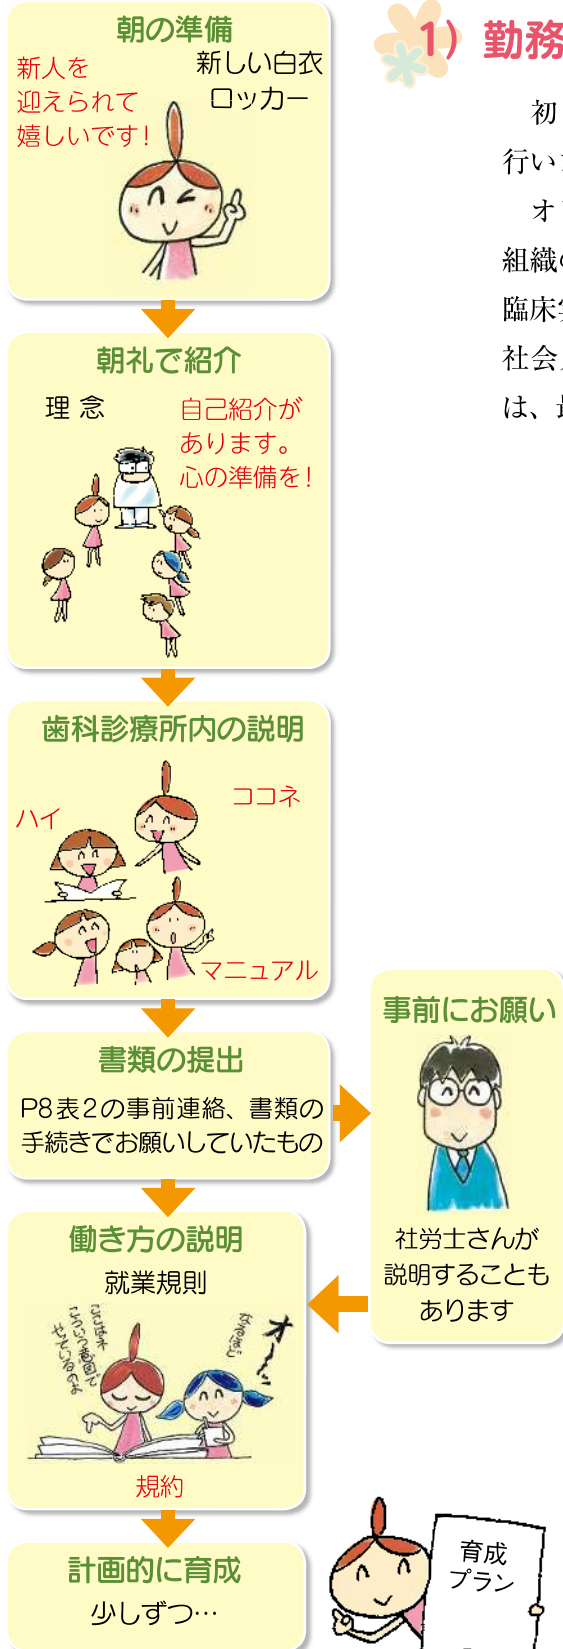 朝の準備
新人を
迎えられて
嬉しいです!
新しい白衣
ロッカー
朝礼で紹介
理 念
自己紹介が
あります。
心の準備を!
歯科診療所内の説明
ハイ
ココネ
マニュアル
書類の提出
P8表2の事前連絡、書類の
手続きでお願いしていたもの
事前にお願い
社労士さんが
説明することも
あります
働き方の説明
就業規則
なるほど
オ〜〜
規約
計画的に育成
少しずつ…
育成
プラン
1) 勤務
初
行い
オ
組織の
臨床
社会
は、